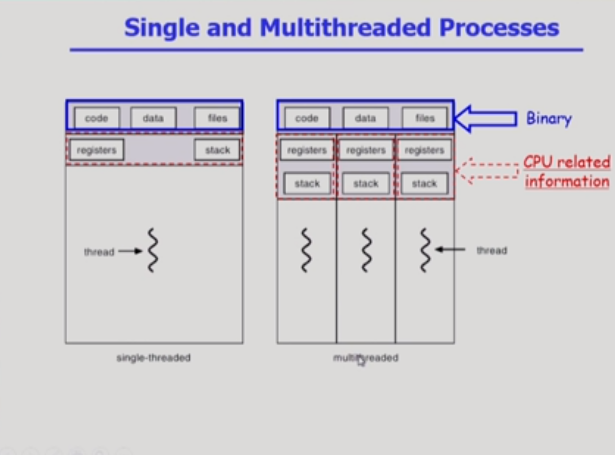 Single and Multithreaded Processes
code data files
registers stack
thread
single-threaded
code data files
registers registers registers
stack stack stack
thread
multithreaded
Binary
CPU related
information